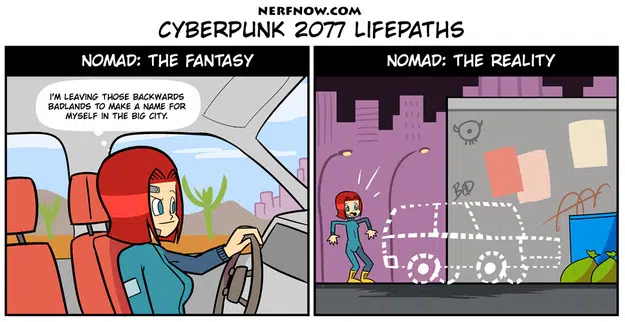 NERFNOW.COM
CYBERPUNK 2077 LIFEPATHS
NOMAD: THE FANTASY
I'M LEAVING THOSE BACKWARDS
BADLANDS TO MAKE A NAME FOR
MYSELF IN THE BIG CITY.
NOMAD: THE REALITY
BAD